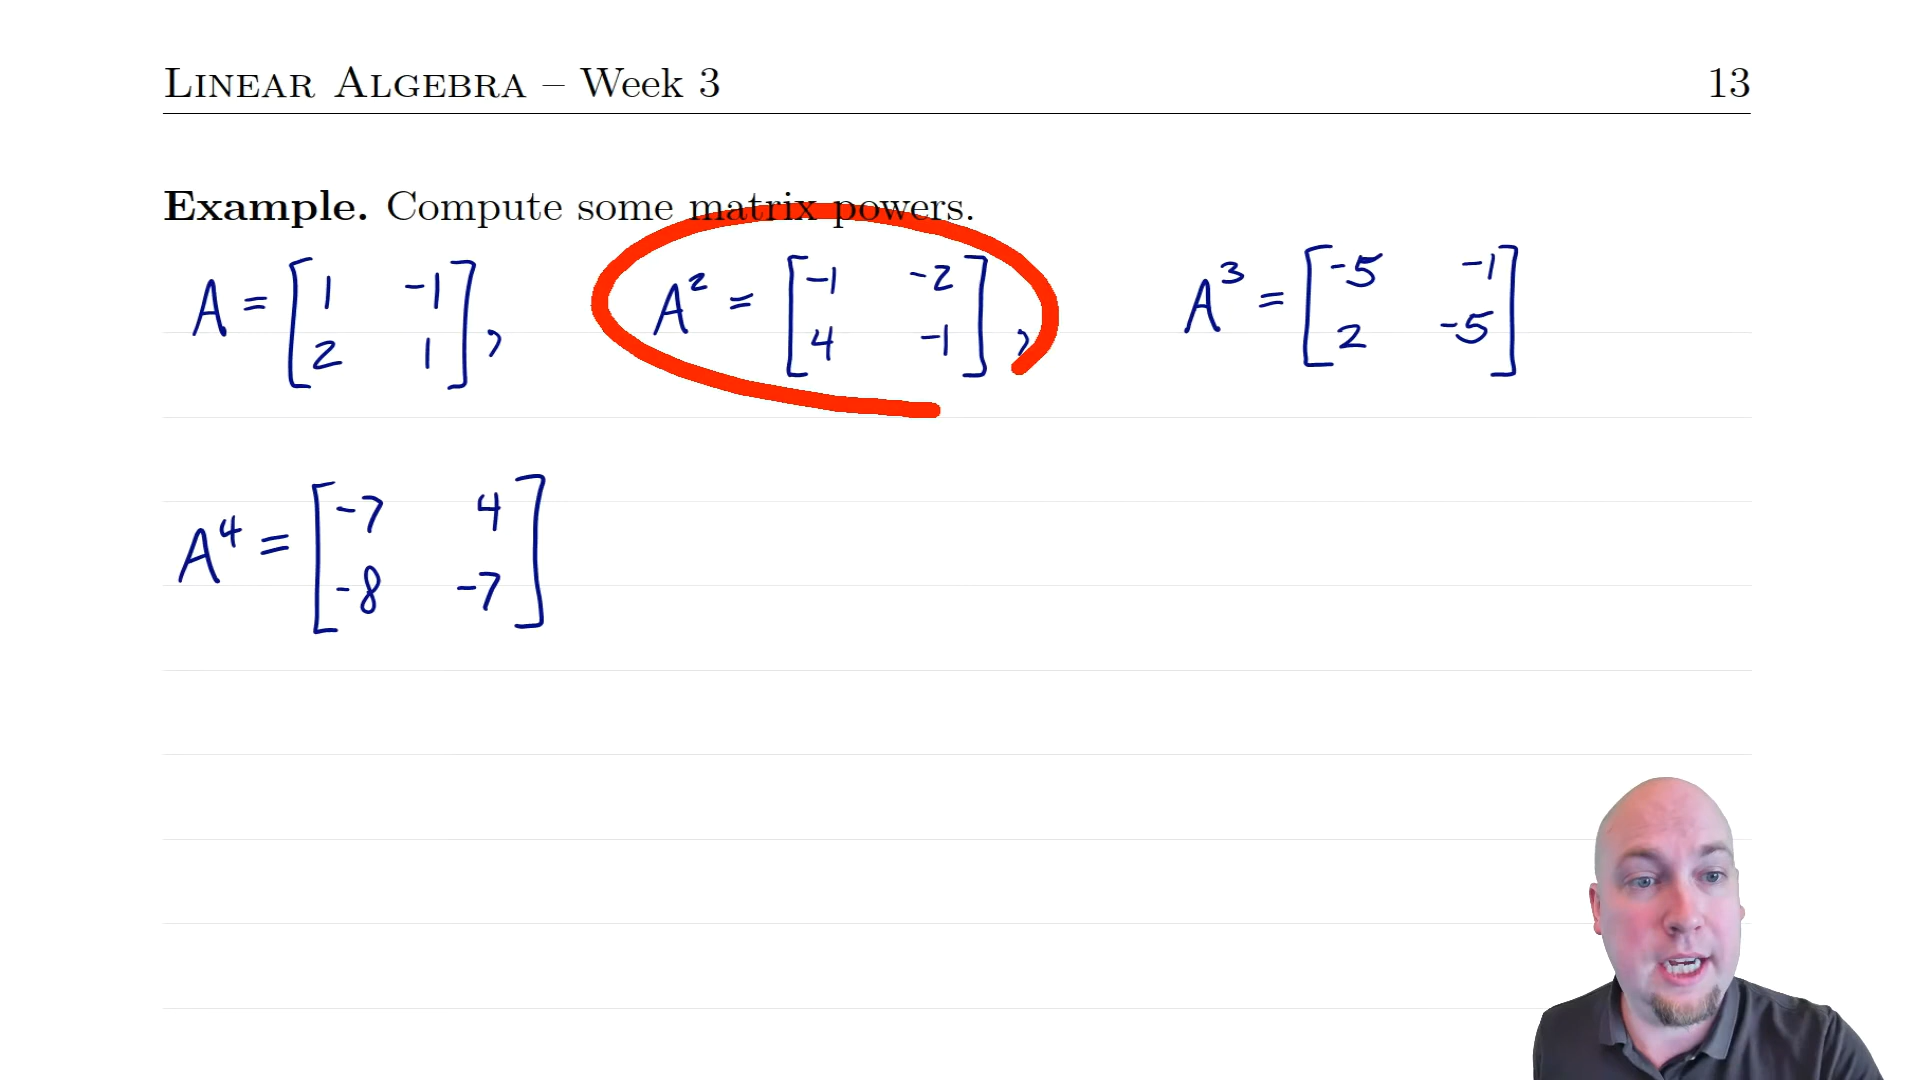 LINEAR ALGEBRA – Week 3 13
Example. Compute some matrix powers.
A = [1 -1; 2 1], A² = [-1 -2; 4 -1], A³ = [-5 -1; 2 -5]
A⁴ = [-7 4; -8 -7]